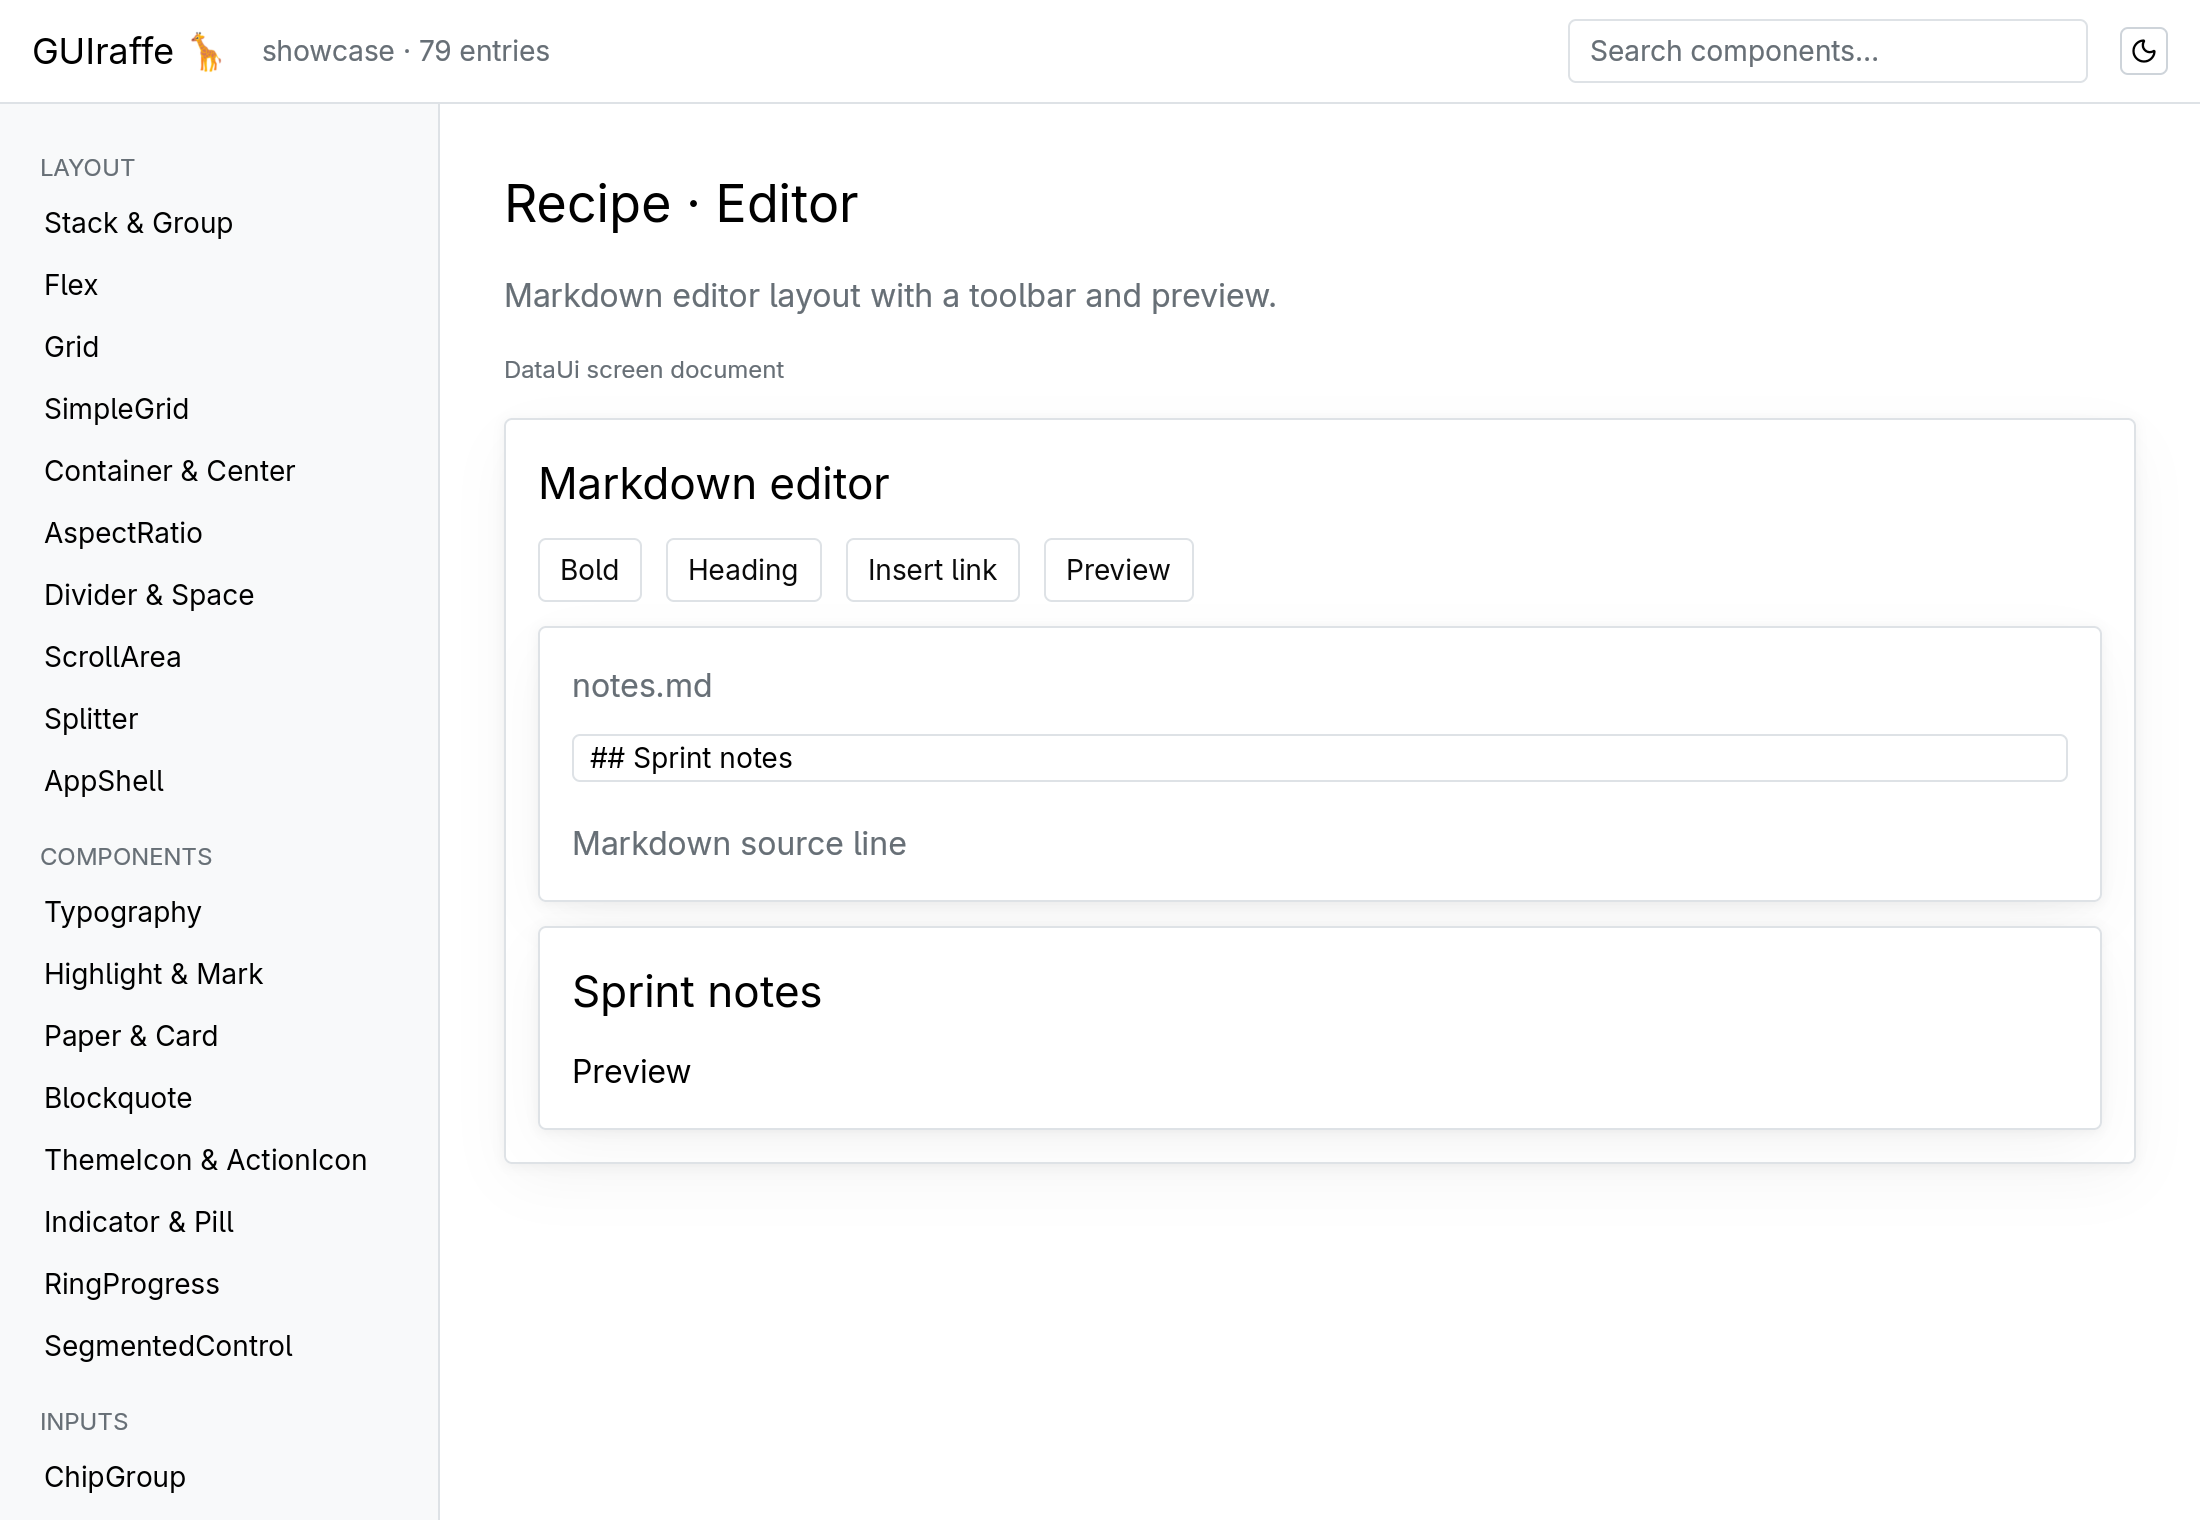 GUIraffe 🦒 showcase · 79 entries
Search components...
LAYOUT
Stack & Group
Flex
Grid
SimpleGrid
Container & Center
AspectRatio
Divider & Space
ScrollArea
Splitter
AppShell
COMPONENTS
Typography
Highlight & Mark
Paper & Card
Blockquote
ThemeIcon & ActionIcon
Indicator & Pill
RingProgress
SegmentedControl
INPUTS
ChipGroup
Recipe · Editor
Markdown editor layout with a toolbar and preview.
DataUi screen document
Markdown editor
Bold Heading Insert link Preview
notes.md
## Sprint notes
Markdown source line
Sprint notes
Preview